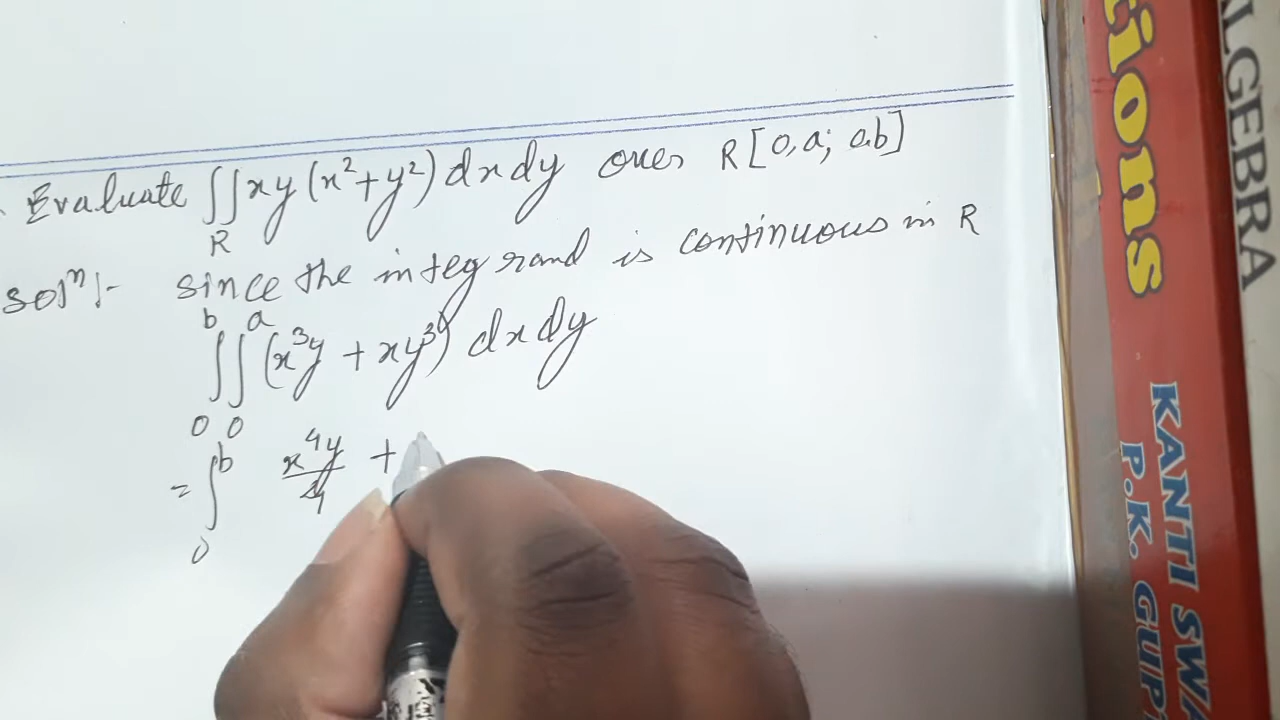 Evaluate ∬ xy (x²+y²) dx dy over R [0,a; 0,b]
R
Solⁿ:- since the integrand is continuous in R
b a
∫∫ (x³y + xy³) dx dy
0 0
= ∫ b x⁴y/4 +
0
tions
KANTI SWA
P.K. GUP
ALGEBRA